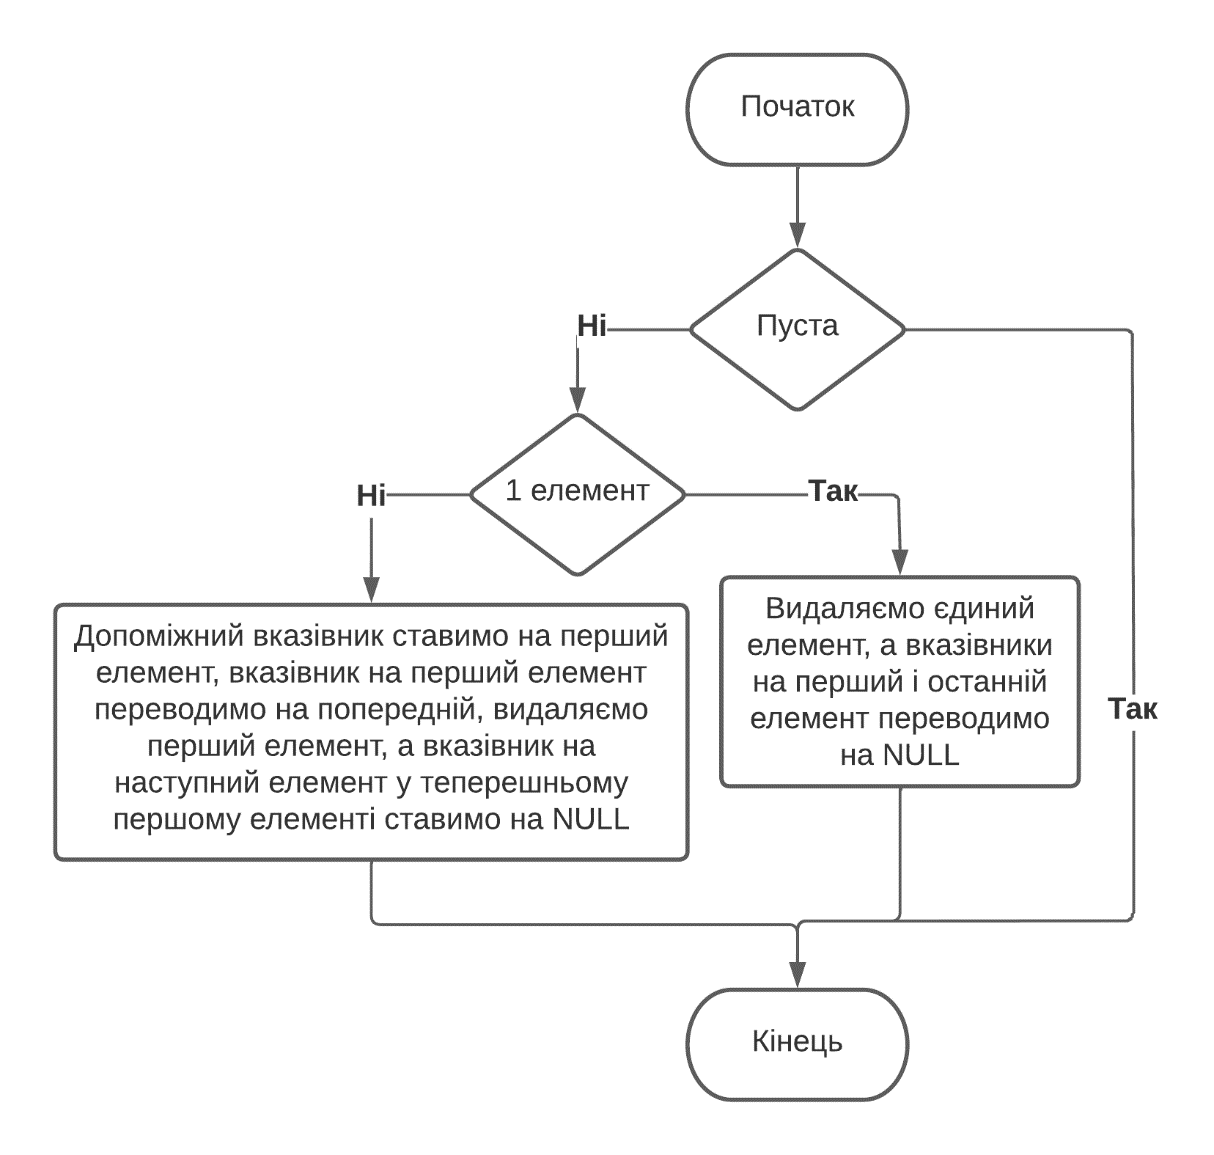 Початок
Пуста
Ні
1 елемент
Ні
Так
Допоміжний вказівник ставимо на перший
елемент, вказівник на перший елемент
переводимо на попередній, видаляємо
перший елемент, а вказівник на
наступний елемент у теперешньому
першому елементі ставимо на NULL
Видаляємо єдиний
елемент, а вказівники
на перший і останній
елемент переводимо
на NULL
Так
Кінець